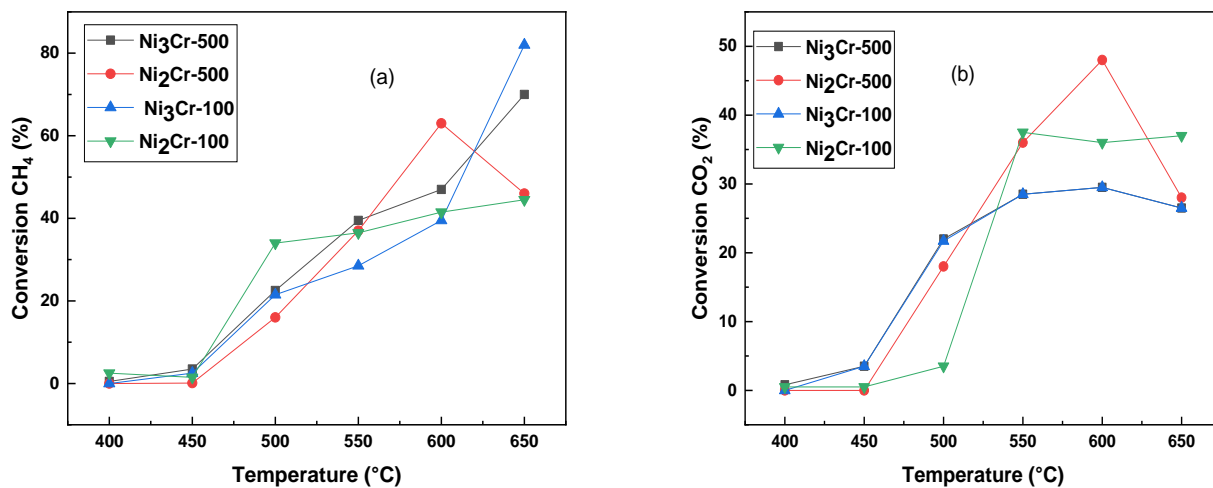 Ni3Cr-500
Ni2Cr-500
Ni3Cr-100
Ni2Cr-100
(a)
Conversion CH4 (%)
80
60
40
20
0
400 450 500 550 600 650
Temperature (°C)
Ni3Cr-500
Ni2Cr-500
Ni3Cr-100
Ni2Cr-100
(b)
Conversion CO2 (%)
50
40
30
20
10
0
400 450 500 550 600 650
Temperature (°C)